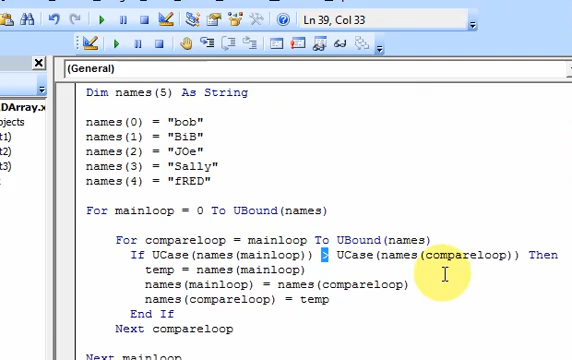 Ln 39, Col 33
(General)
DArray.x
ojects
t1)
t2)
t3)
Dim names(5) As String
names(0) = "bob"
names(1) = "BiB"
names(2) = "JOe"
names(3) = "Sally"
names(4) = "fRED"
For mainloop = 0 To UBound(names)
For compareloop = mainloop To UBound(names)
If UCase(names(mainloop)) > UCase(names(compareloop)) Then
temp = names(mainloop)
names(mainloop) = names(compareloop)
names(compareloop) = temp
End If
Next compareloop
Next mainloop